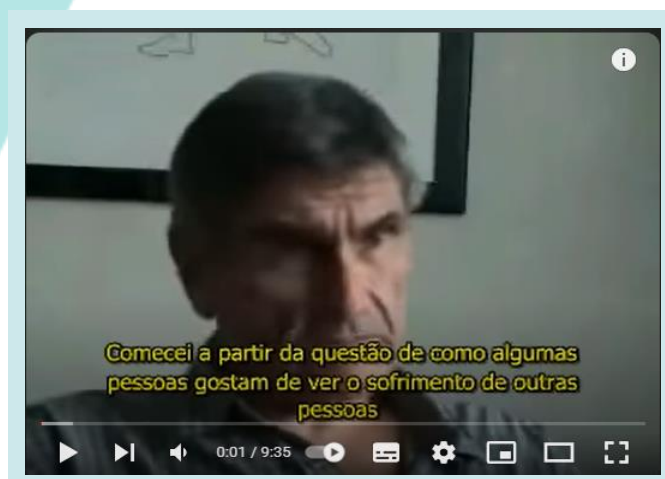 Comecei a partir da questão de como algumas
pessoas gostam de ver o sofrimento de outras
pessoas
0:01 / 9:35